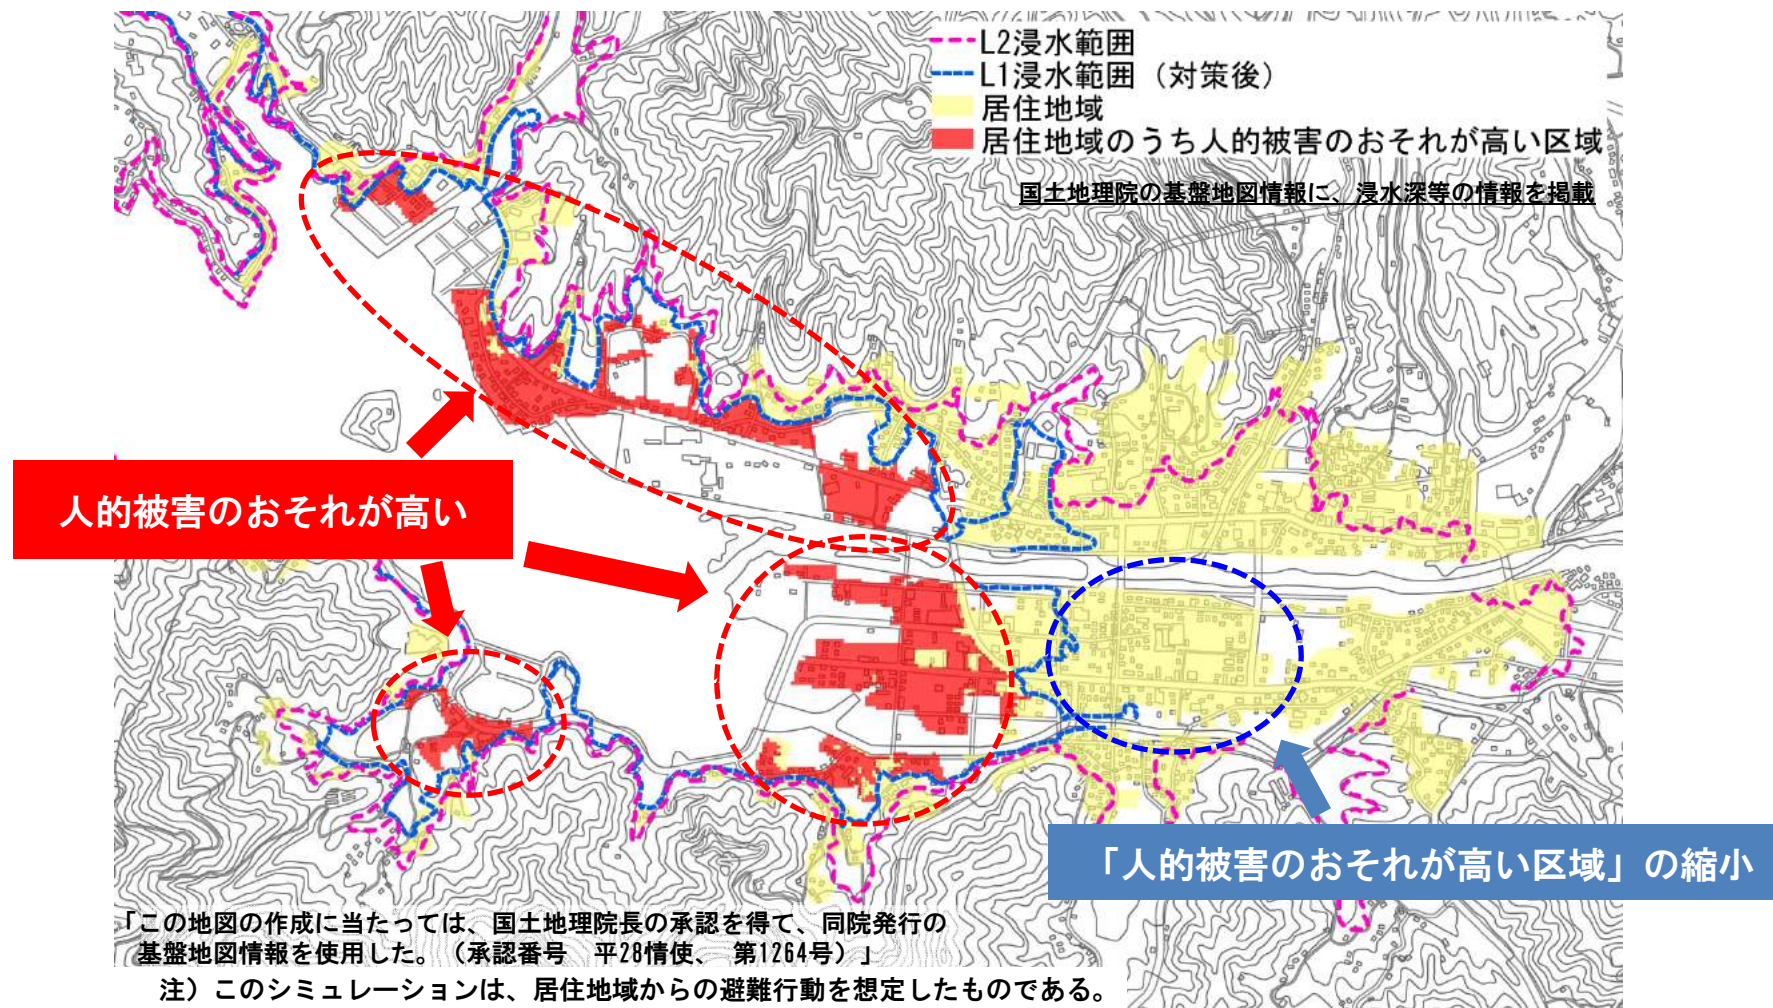 L2浸水範囲
L1浸水範囲（対策後）
居住地域
居住地域のうち人的被害のおそれが高い区域
国土地理院の基盤地図情報に、浸水深等の情報を掲載
人的被害のおそれが高い
「人的被害のおそれが高い区域」の縮小
「この地図の作成に当たっては、国土地理院長の承認を得て、同院発行の
基盤地図情報を使用した。（承認番号　平28情使、　第1264号）」
注）このシミュレーションは、居住地域からの避難行動を想定したものである。